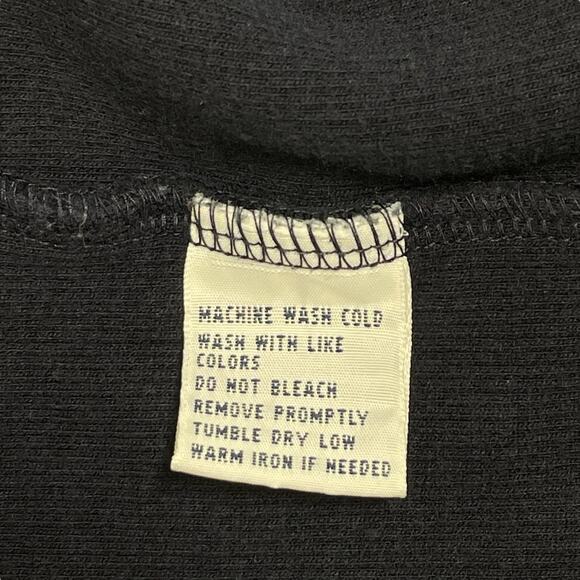 MACHINE WASH COLD
WASH WITH LIKE
COLORS
DO NOT BLEACH
REMOVE PROMPTLY
TUMBLE DRY LOW
WARM IRON IF NEEDED